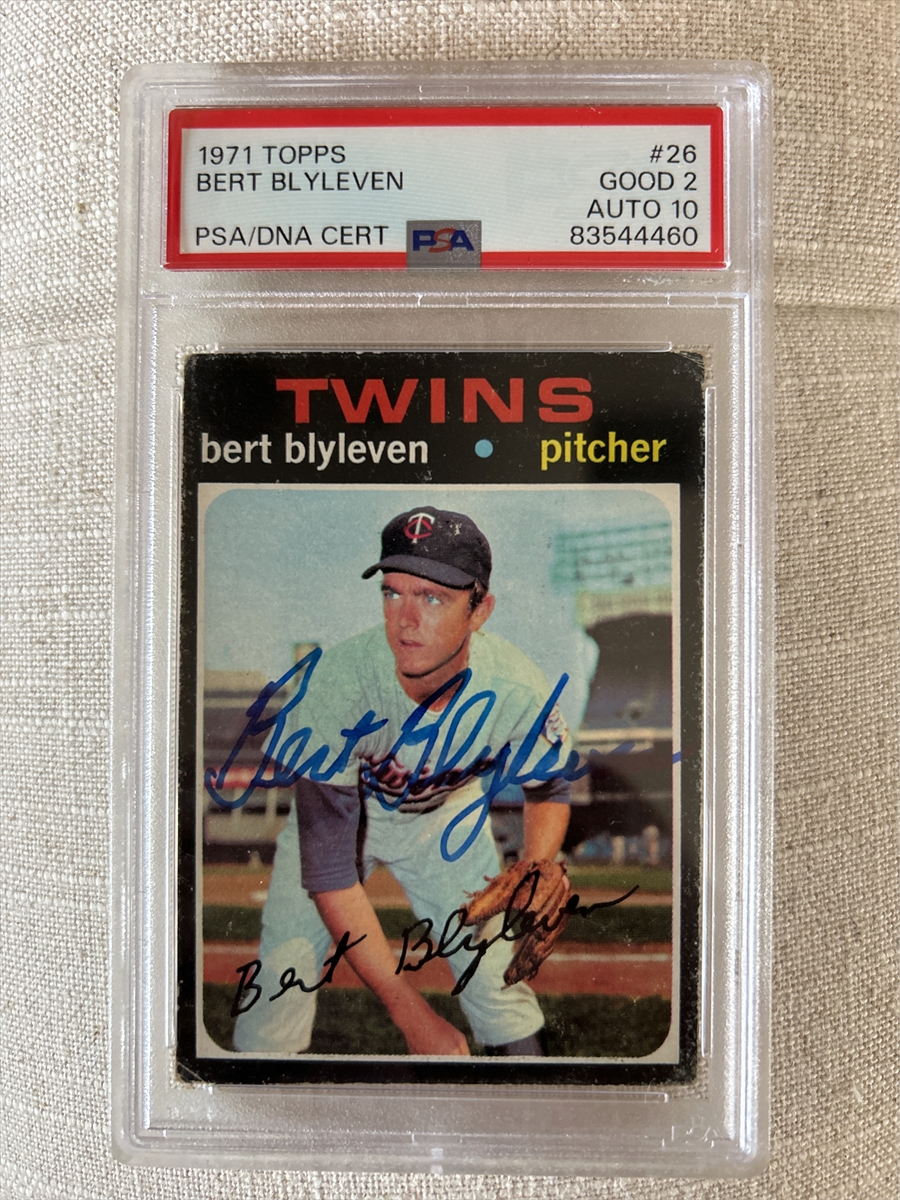 1971 TOPPS #26
BERT BLYLEVEN GOOD 2
AUTO 10
PSA/DNA CERT PSA 83544460
TWINS
bert blyleven • pitcher
TC
Bert Blyleven
Bert Blyleven